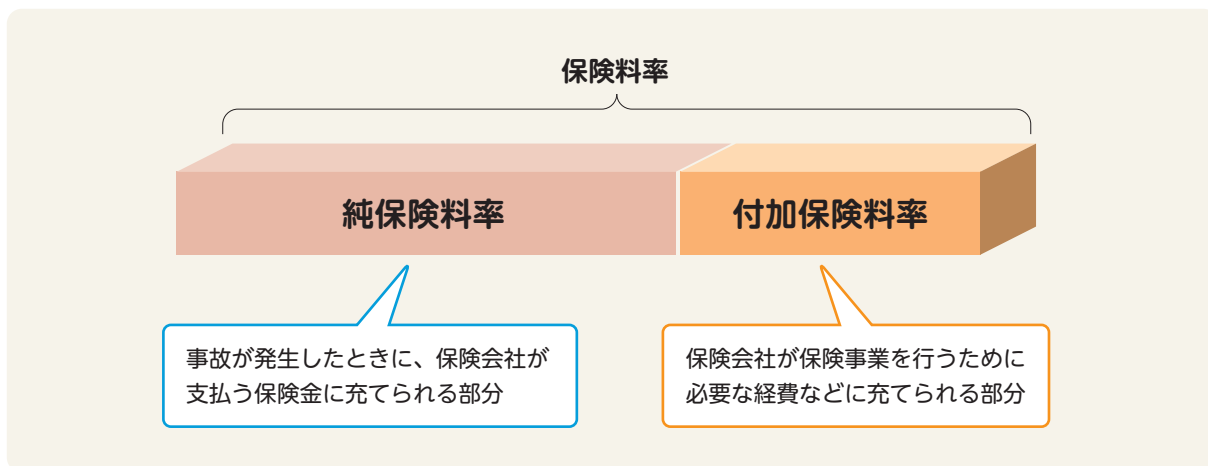 保険料率
純保険料率
付加保険料率
事故が発生したときに、保険会社が
支払う保険金に充てられる部分
保険会社が保険事業を行うために
必要な経費などに充てられる部分